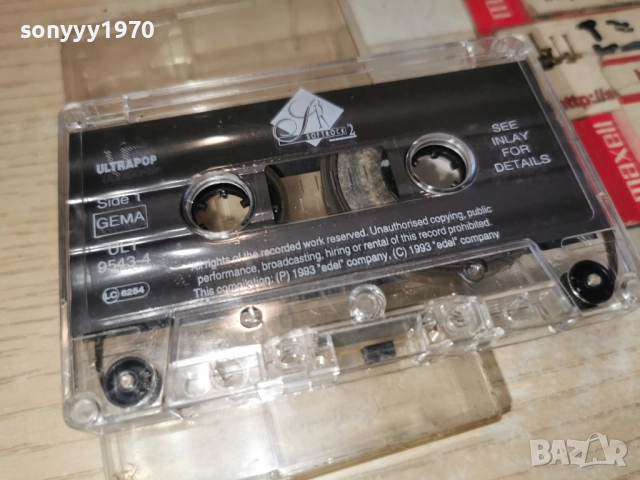 sonyyy1970
SOFTROCK 2
ULTRAPOP
Side 1
GEMA
ULT
9543-4
LC 6254
SEE
INLAY
FOR
DETAILS
All rights of the recorded work reserved. Unauthorised copying, public
performance, broadcasting, hiring or rental of this record prohibited.
This compilation: (P) 1993 "edel" company, (C) 1993 "edel" company
maxell
BAZAR